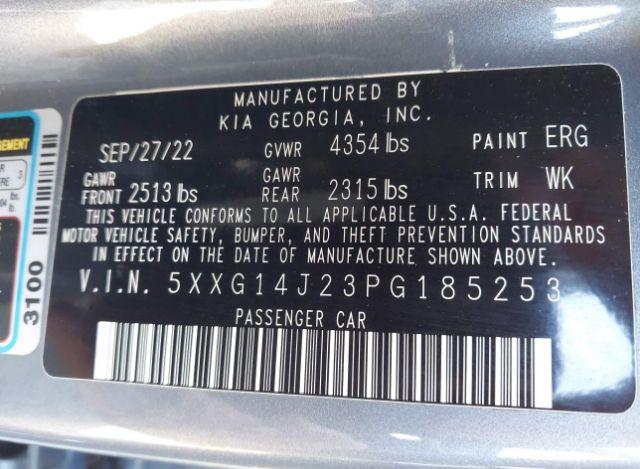 MANUFACTURED BY
KIA GEORGIA, INC.
SEP/27/22 GVWR 4354 lbs PAINT ERG
GAWR FRONT 2513 lbs GAWR REAR 2315 lbs TRIM WK
THIS VEHICLE CONFORMS TO ALL APPLICABLE U.S.A. FEDERAL
MOTOR VEHICLE SAFETY, BUMPER, AND THEFT PREVENTION STANDARDS
IN EFFECT ON THE DATE OF MANUFACTURE SHOWN ABOVE.
V.I.N. 5XXG14J23PG185253
PASSENGER CAR
3100